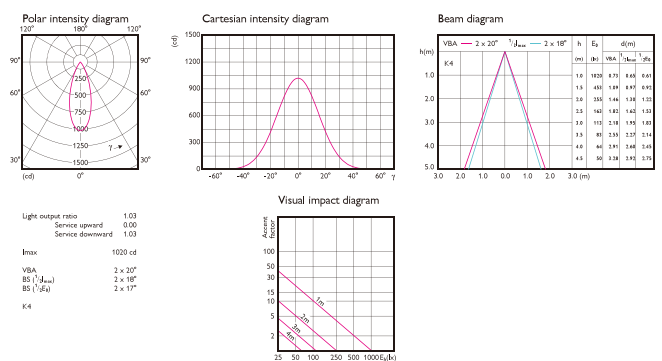 Polar intensity diagram
120° 180° 120°
90° 90°
60° 60°
30° 30°
250
500
750
1000
1250
1500
γ
(cd) 0°
Cartesian intensity diagram
(cd)
1500
1200
900
600
300
0
-60° -40° -20° 0° 20° 40° 60° γ
Beam diagram
VBA 2 x 20° 1/2Imax 2 x 18°
K4
h(m)
1.0
2.0
3.0
4.0
5.0
3.0 2.0 1.0 0.0 1.0 2.0 3.0 (m)
h E0 d(m)
(m) (lx) VBA 1/2Imax 1/2E0
1.0 1020 0.73 0.65 0.61
1.5 453 1.09 0.97 0.92
2.0 255 1.46 1.30 1.22
2.5 163 1.82 1.62 1.53
3.0 113 2.18 1.95 1.83
3.5 83 2.55 2.27 2.14
4.0 64 2.91 2.60 2.45
4.5 50 3.28 2.92 2.75
Light output ratio 1.03
Service upward 0.00
Service downward 1.03
Imax 1020 cd
VBA 2 x 20°
BS (1/2Imax) 2 x 18°
BS (1/2E0) 2 x 17°
K4
Visual impact diagram
Accent
factor
100
50
30
15
10
5
2
1m
2m
3m
4m
25 50 100 250 500 1000 E0(lx)